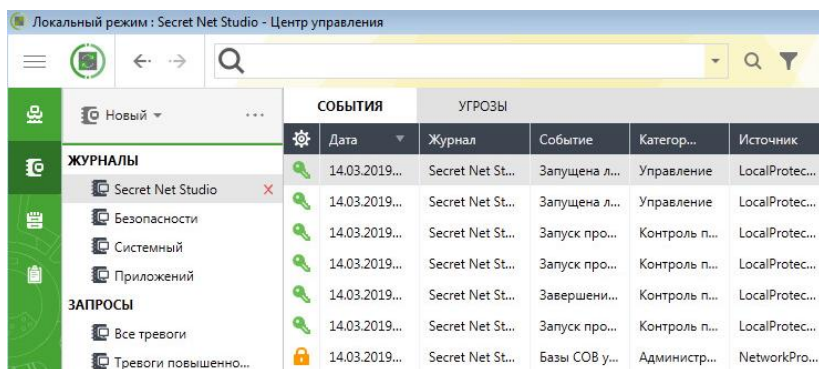 Локальный режим : Secret Net Studio - Центр управления
Новый ...
ЖУРНАЛЫ
Secret Net Studio
Безопасности
Системный
Приложений
ЗАПРОСЫ
Все тревоги
Тревоги повышенно...
СОБЫТИЯ УГРОЗЫ
Дата Журнал Событие Категор... Источник
14.03.2019... Secret Net St... Запущена л... Управление LocalProtec...
14.03.2019... Secret Net St... Запущена л... Управление LocalProtec...
14.03.2019... Secret Net St... Запуск про... Контроль п... LocalProtec...
14.03.2019... Secret Net St... Запуск про... Контроль п... LocalProtec...
14.03.2019... Secret Net St... Завершени... Контроль п... LocalProtec...
14.03.2019... Secret Net St... Запуск про... Контроль п... LocalProtec...
14.03.2019... Secret Net St... Базы СОВ у... Администр... NetworkPro...